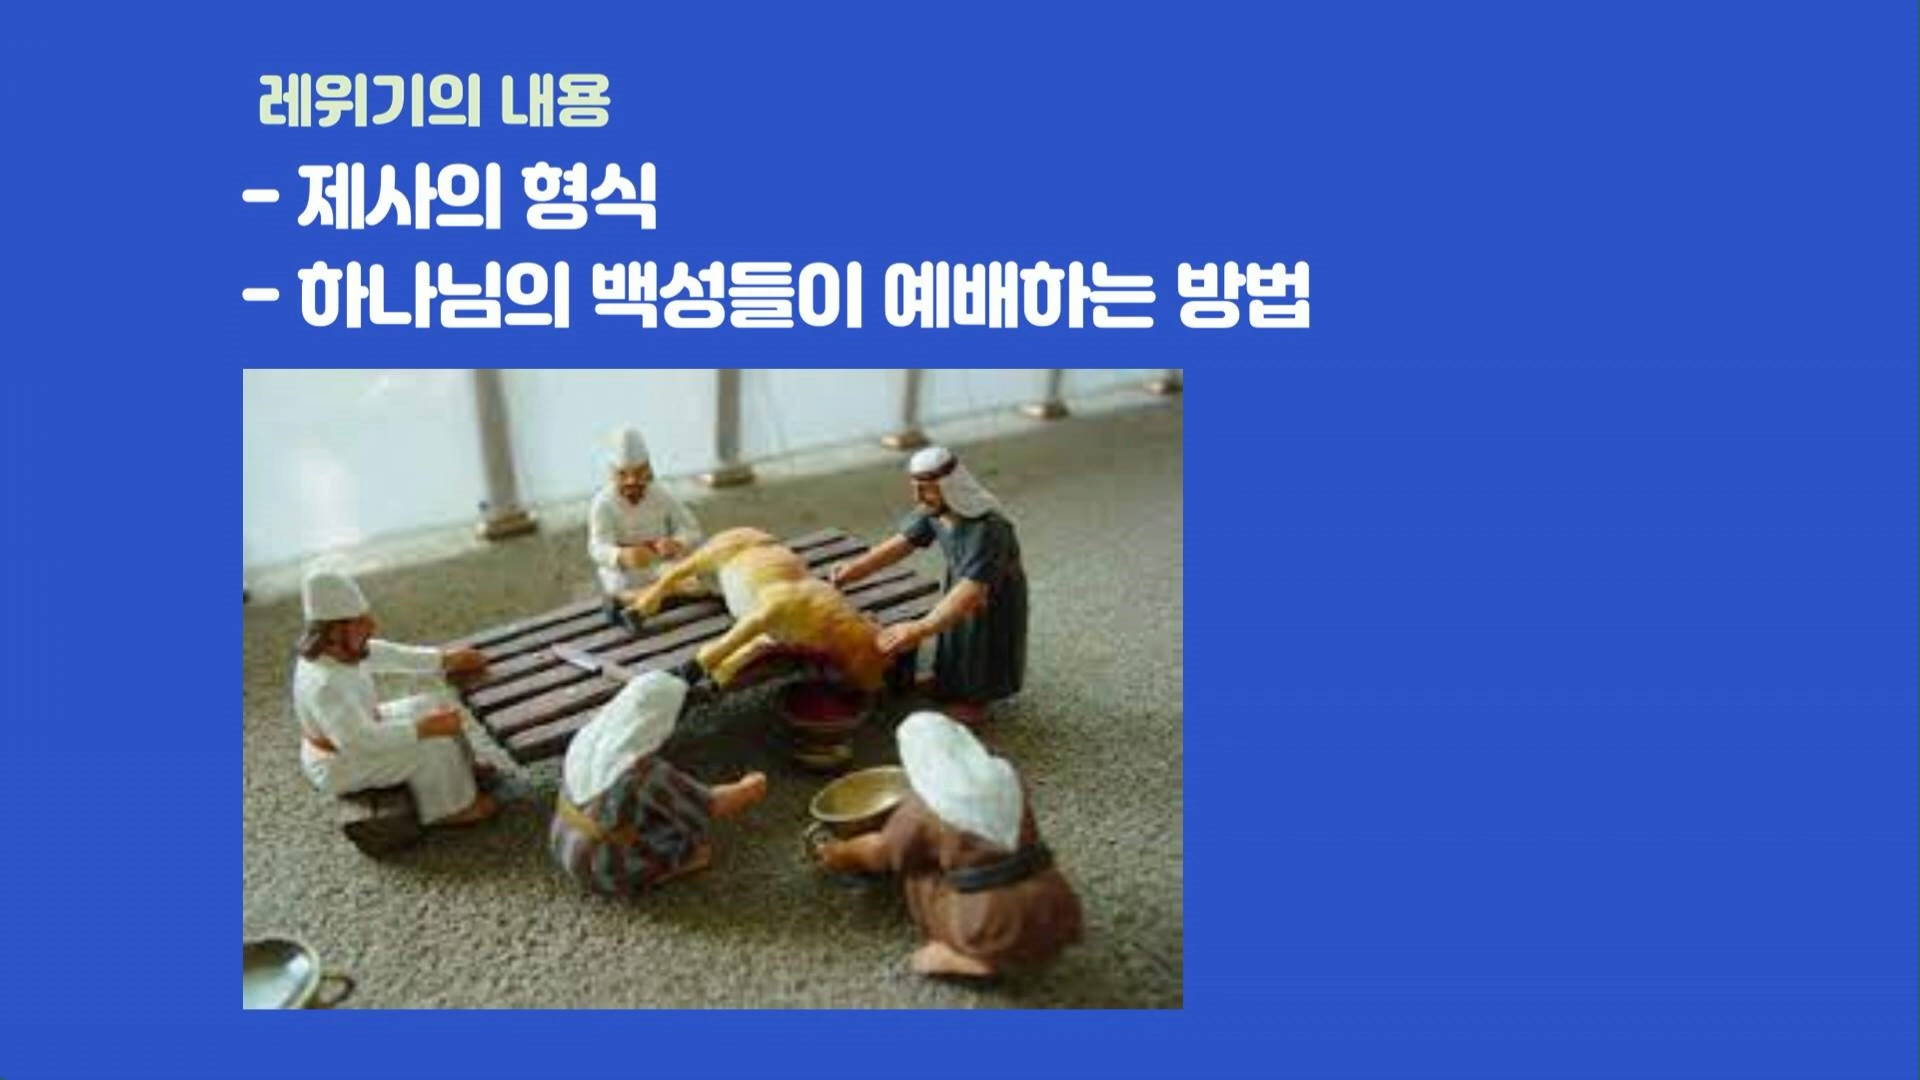 레위기의 내용
- 제사의 형식
- 하나님의 백성들이 예배하는 방법